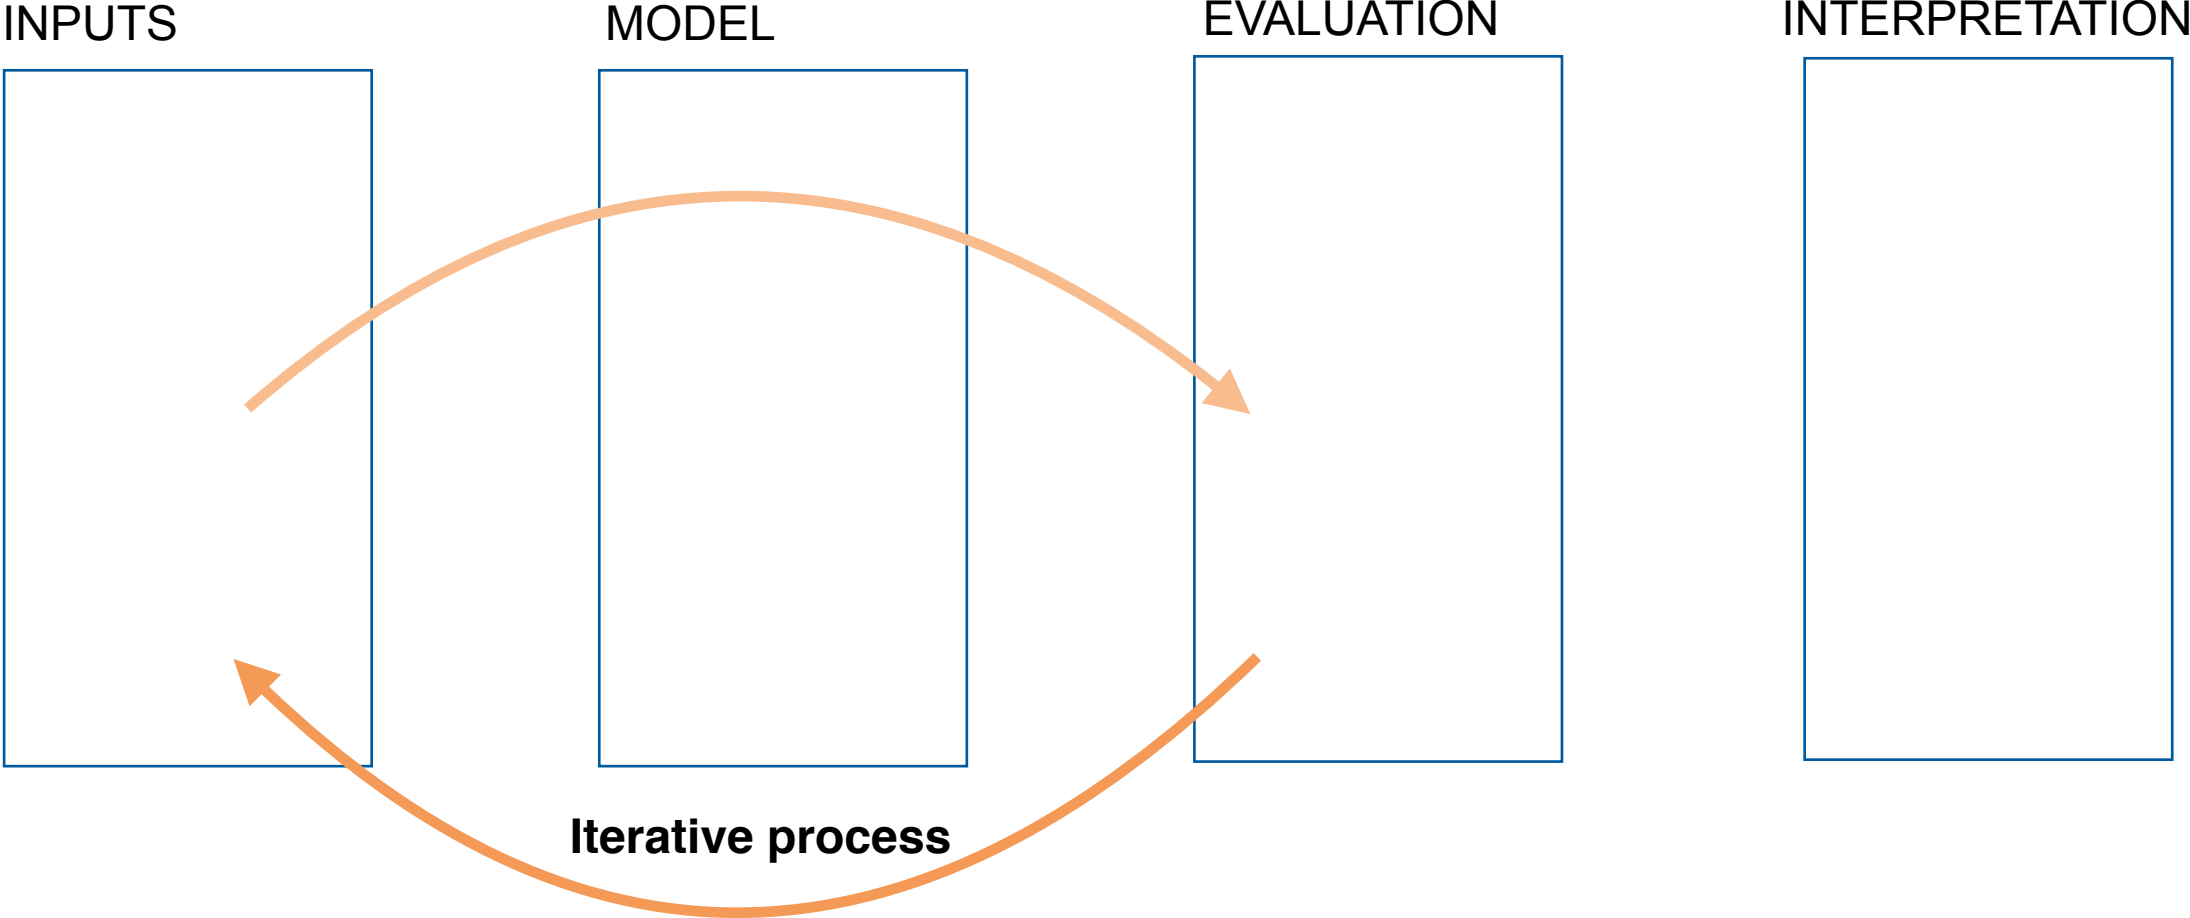 INPUTS
MODEL
EVALUATION
INTERPRETATION
Iterative process